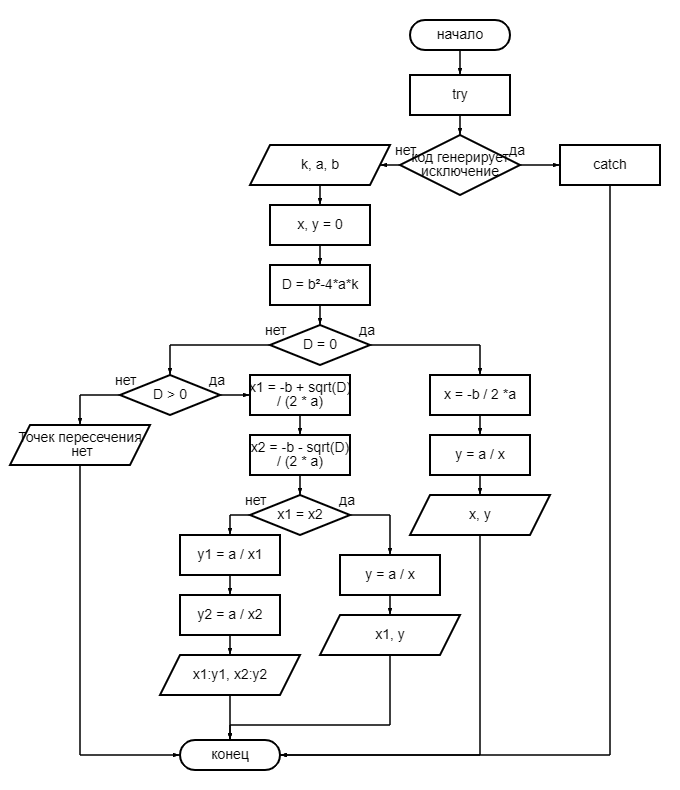 начало
try
нет
да
код генерирует
исключение
catch
k, a, b
x, y = 0
D = b²-4*a*k
нет
да
D = 0
нет
да
D > 0
x1 = -b + sqrt(D)
/ (2 * a)
x = -b / 2 *a
Точек пересечения
нет
x2 = -b - sqrt(D)
/ (2 * a)
y = a / x
нет
да
x1 = x2
x, y
y1 = a / x1
y = a / x
y2 = a / x2
x1, y
x1:y1, x2:y2
конец